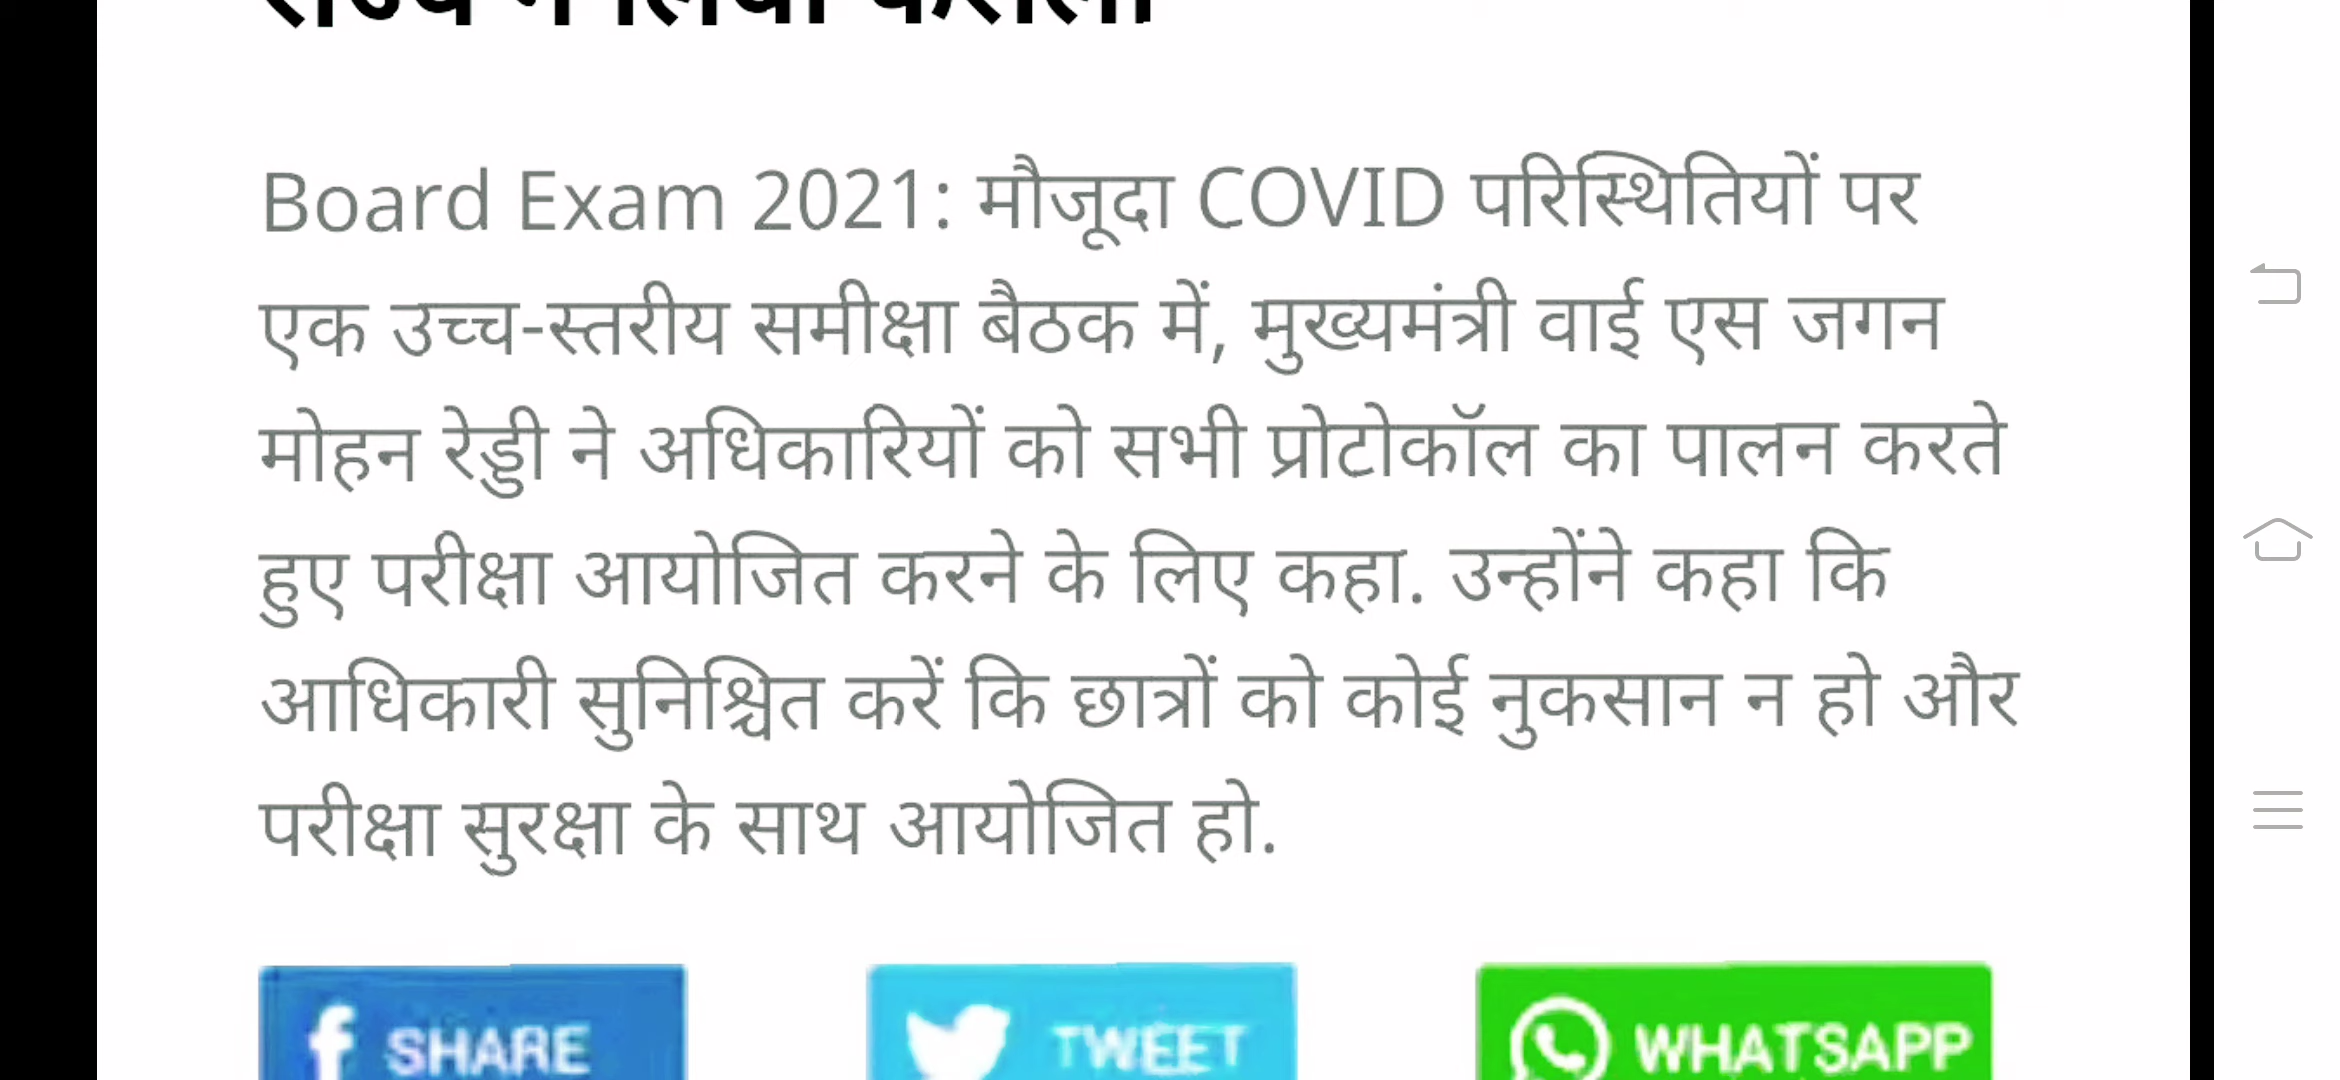 Board Exam 2021: मौजूदा COVID परिस्थितियों पर
एक उच्च-स्तरीय समीक्षा बैठक में, मुख्यमंत्री वाई एस जगन
मोहन रेड्डी ने अधिकारियों को सभी प्रोटोकॉल का पालन करते
हुए परीक्षा आयोजित करने के लिए कहा. उन्होंने कहा कि
आधिकारी सुनिश्चित करें कि छात्रों को कोई नुकसान न हो और
परीक्षा सुरक्षा के साथ आयोजित हो.
SHARE TWEET WHATSAPP